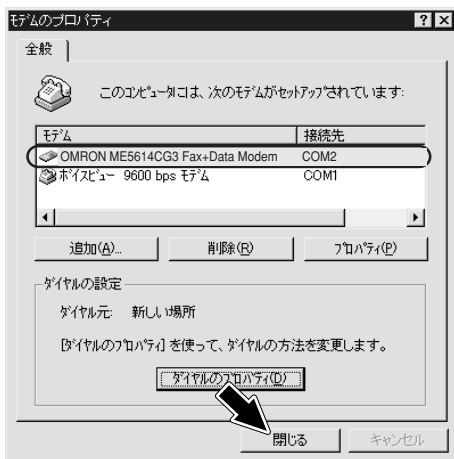 モデムのプロパティ
全般
このコンピュータには、次のモデムがセットアップされています:
モデム 接続先
OMRON ME5614CG3 Fax+Data Modem COM2
ボイスビュー 9600 bps モデム COM1
追加(A)... 削除(R) プロパティ(P)
ダイヤルの設定
ダイヤル元: 新しい場所
[ダイヤルのプロパティ] を使って、ダイヤルの方法を変更します。
ダイヤルのプロパティ(D)
閉じる キャンセル